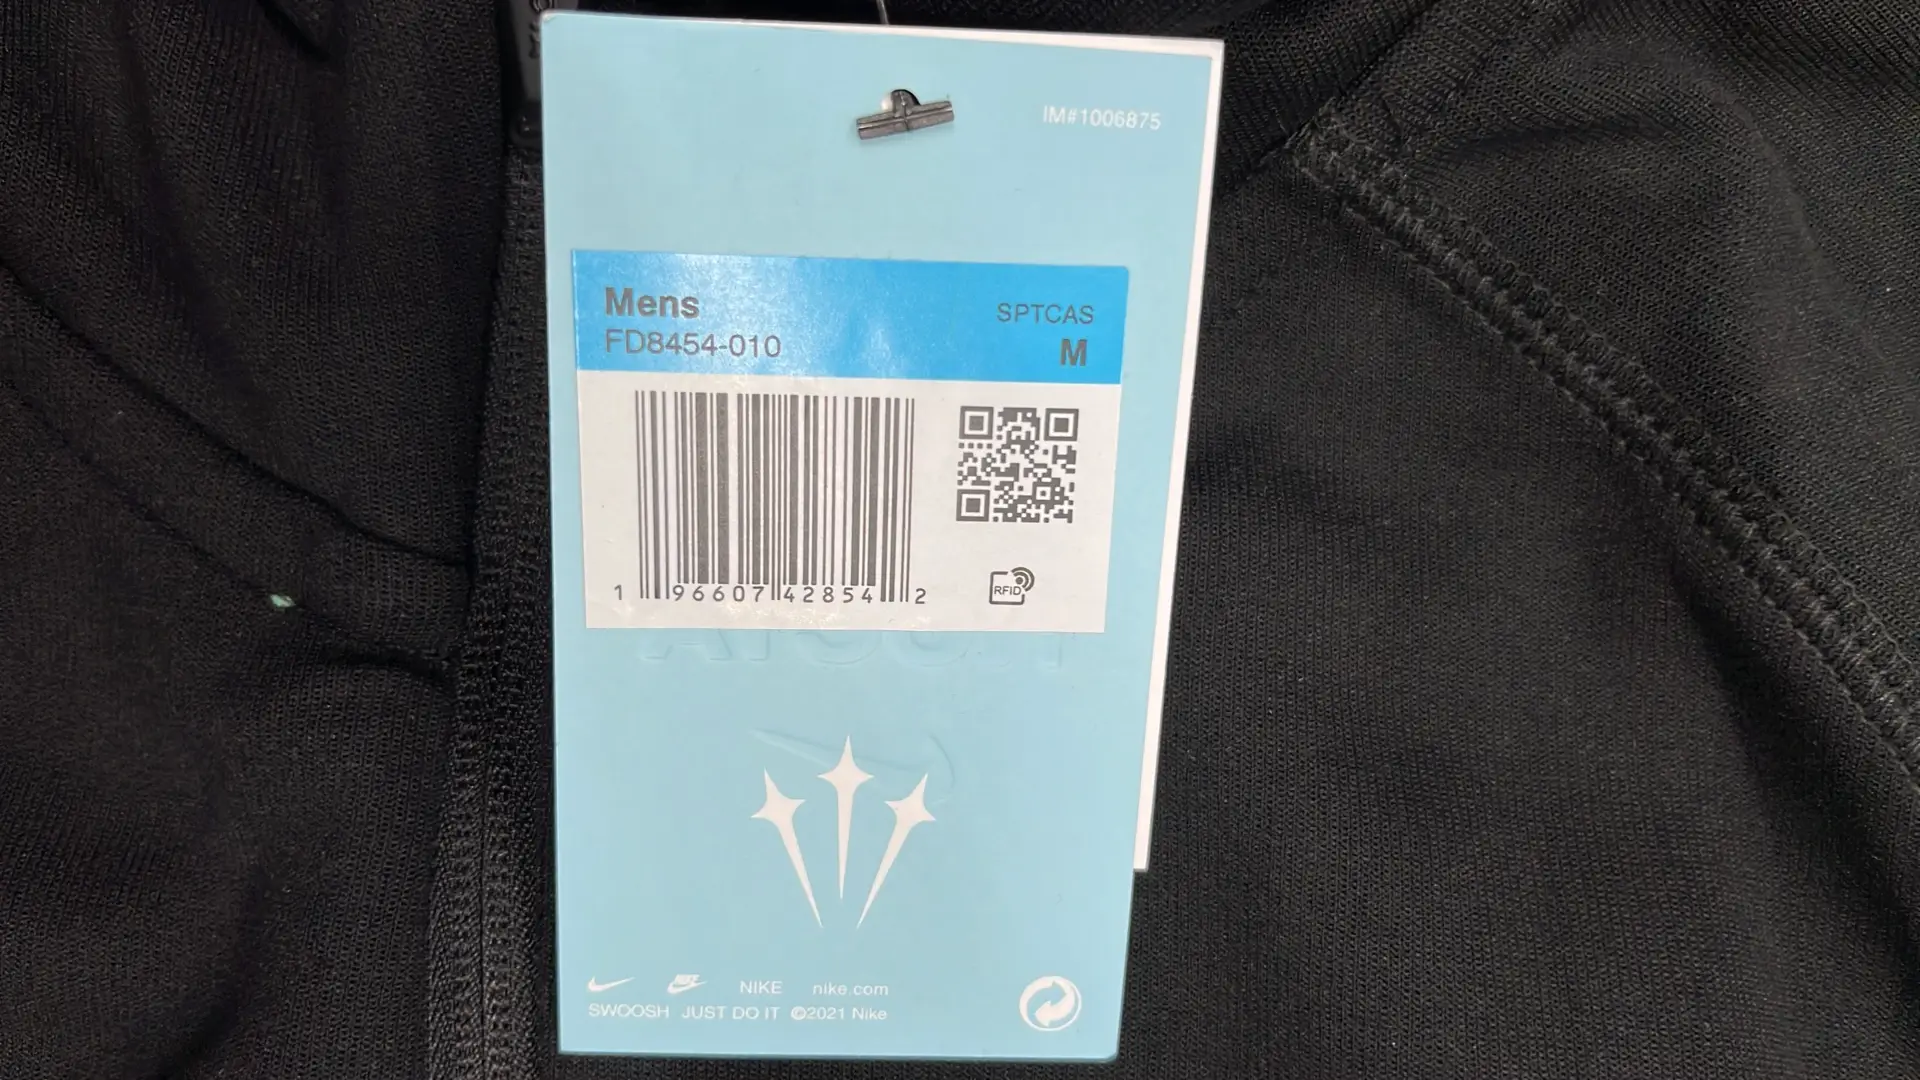 IM#1006875
Mens
SPTCAS
FD8454-010
M
1 96607 42854 2
RFID
NIKE
NIKE nike.com
SWOOSH JUST DO IT ©2021 Nike